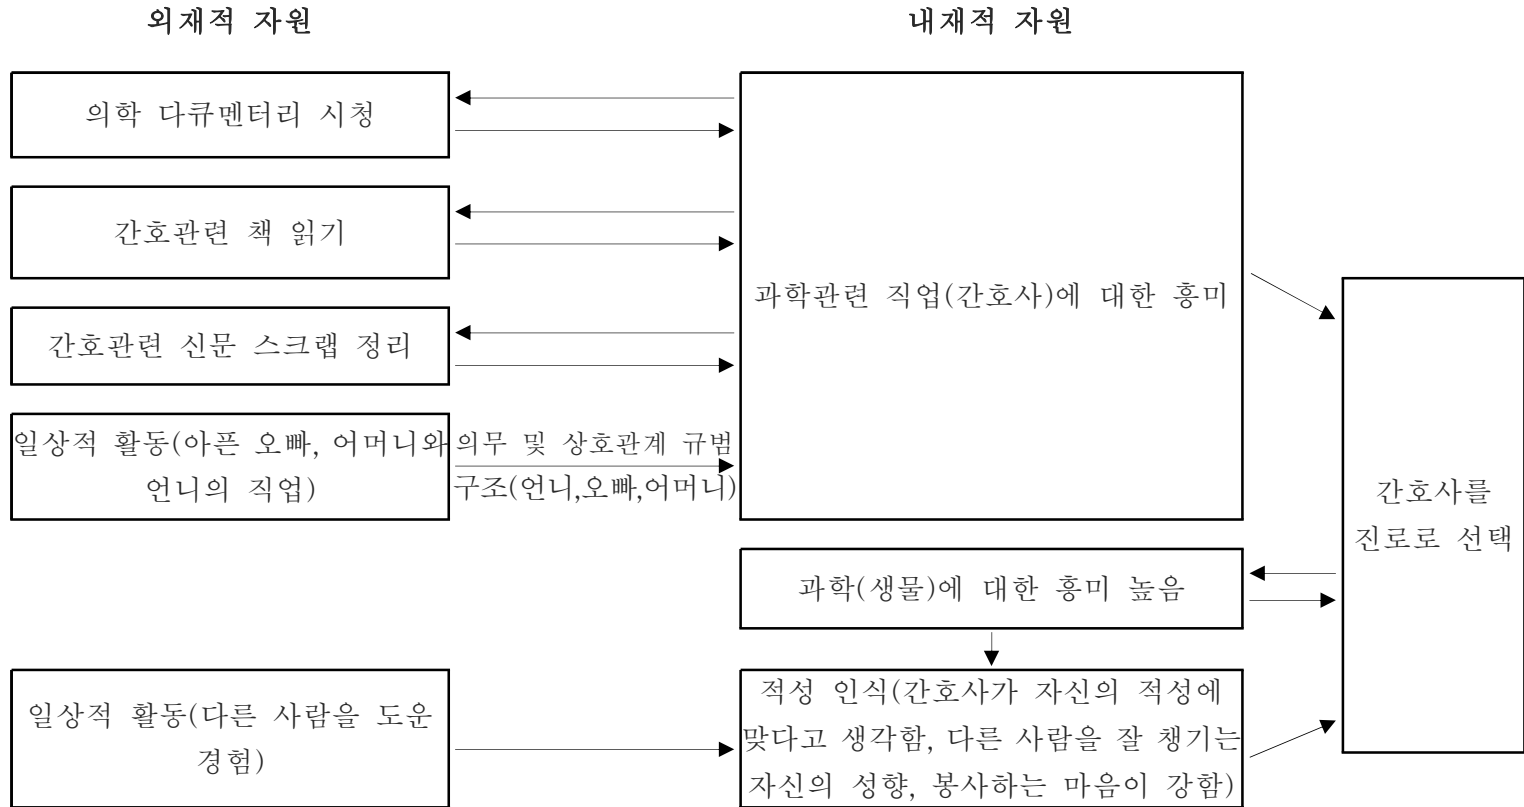 외재적 자원
내재적 자원
의학 다큐멘터리 시청
간호관련 책 읽기
간호관련 신문 스크랩 정리
일상적 활동(아픈 오빠, 어머니와
언니의 직업)
의무 및 상호관계 규범
구조(언니,오빠,어머니)
과학관련 직업(간호사)에 대한 흥미
과학(생물)에 대한 흥미 높음
일상적 활동(다른 사람을 도운
경험)
적성 인식(간호사가 자신의 적성에
맞다고 생각함, 다른 사람을 잘 챙기는
자신의 성향, 봉사하는 마음이 강함)
간호사를
진로로 선택